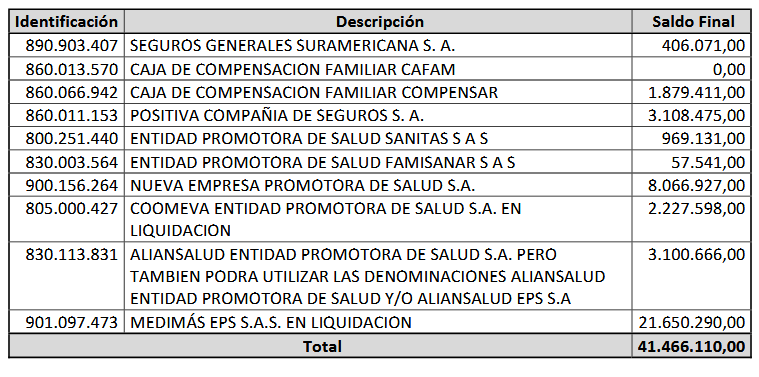 Identificación Descripción Saldo Final
890.903.407 SEGUROS GENERALES SURAMERICANA S. A. 406.071,00
860.013.570 CAJA DE COMPENSACION FAMILIAR CAFAM 0,00
860.066.942 CAJA DE COMPENSACION FAMILIAR COMPENSAR 1.879.411,00
860.011.153 POSITIVA COMPAÑIA DE SEGUROS S. A. 3.108.475,00
800.251.440 ENTIDAD PROMOTORA DE SALUD SANITAS S A S 969.131,00
830.003.564 ENTIDAD PROMOTORA DE SALUD FAMISANAR S A S 57.541,00
900.156.264 NUEVA EMPRESA PROMOTORA DE SALUD S.A. 8.066.927,00
805.000.427 COOMEVA ENTIDAD PROMOTORA DE SALUD S.A. EN 2.227.598,00
LIQUIDACION
830.113.831 ALIANSALUD ENTIDAD PROMOTORA DE SALUD S.A. PERO 3.100.666,00
TAMBIEN PODRA UTILIZAR LAS DENOMINACIONES ALIANSALUD
ENTIDAD PROMOTORA DE SALUD Y/O ALIANSALUD EPS S.A
901.097.473 MEDIMÁS EPS S.A.S. EN LIQUIDACION 21.650.290,00
Total 41.466.110,00